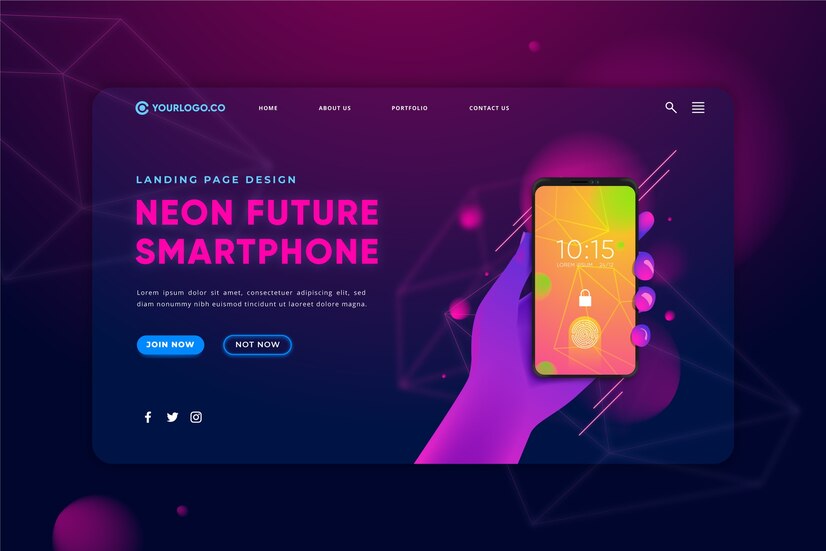 YOURLOGO.CO
HOME
ABOUT US
PORTFOLIO
CONTACT US
LANDING PAGE DESIGN
NEON FUTURE
SMARTPHONE
Lorem ipsum dolor sit amet, consectetuer adipiscing elit, sed
diam nonummy nibh euismod tincidunt ut laoreet dolore magna.
JOIN NOW
NOT NOW
10:15
LOREM IPSUM